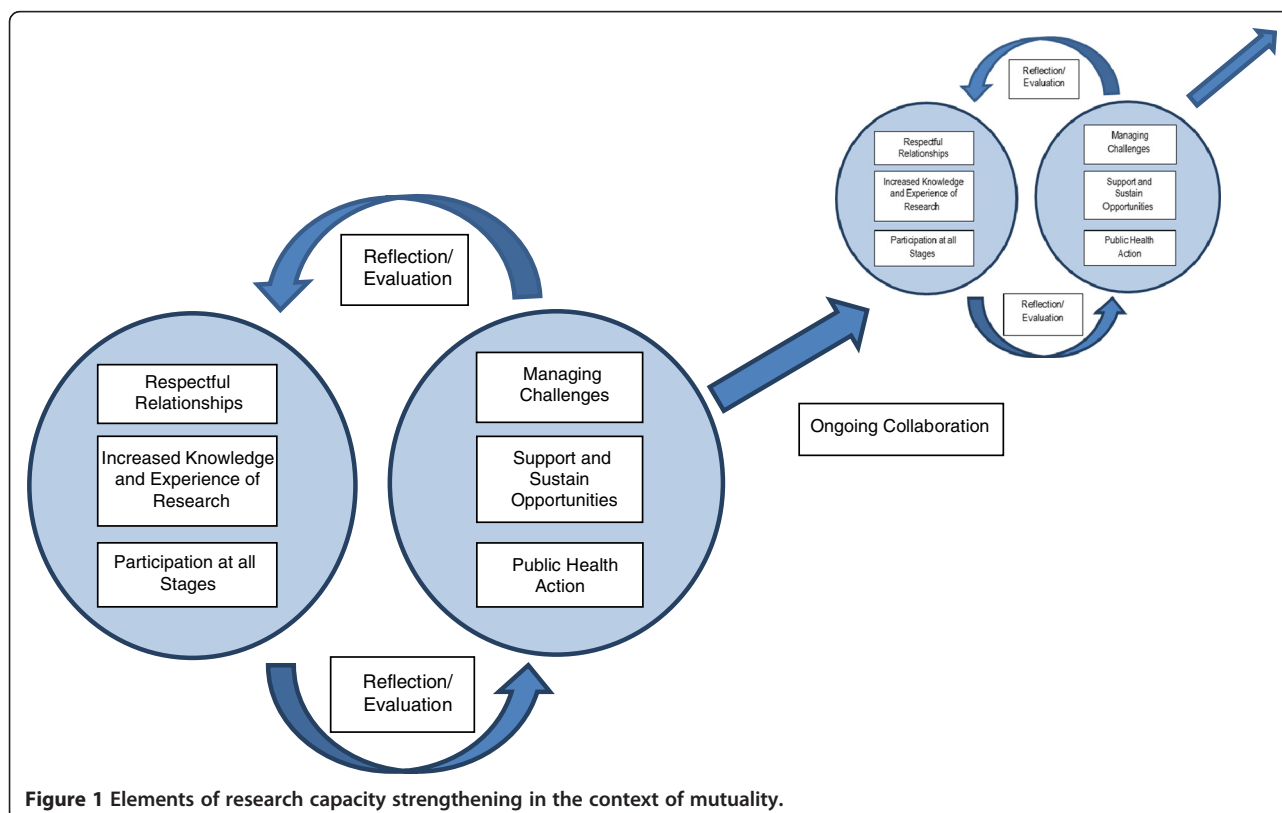 Reflection/
Evaluation
Respectful
Relationships
Increased Knowledge
and Experience of
Research
Participation at all
Stages
Managing
Challenges
Support and
Sustain
Opportunities
Public Health
Action
Reflection/
Evaluation
Ongoing Collaboration
Reflection/
Evaluation
Respectful
Relationships
Increased Knowledge
and Experience of
Research
Participation at all
Stages
Managing
Challenges
Support and
Sustain
Opportunities
Public Health
Action
Reflection/
Evaluation
Figure 1 Elements of research capacity strengthening in the context of mutuality.